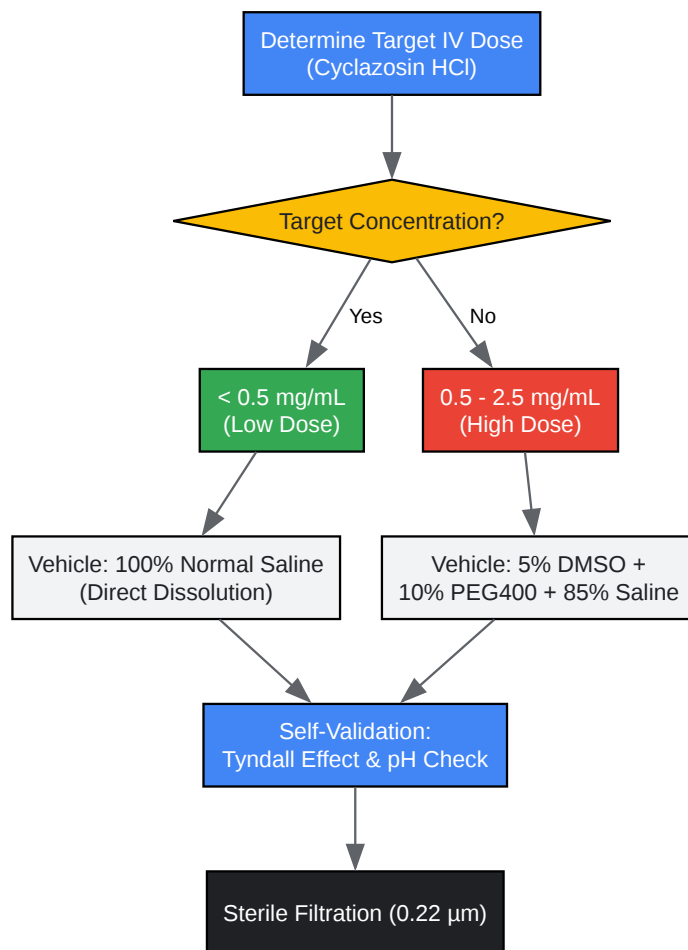 Determine Target IV Dose
(Cyclazosin HCl)
Target Concentration?
Yes
No
< 0.5 mg/mL
(Low Dose)
0.5 - 2.5 mg/mL
(High Dose)
Vehicle: 100% Normal Saline
(Direct Dissolution)
Vehicle: 5% DMSO +
10% PEG400 + 85% Saline
Self-Validation:
Tyndall Effect & pH Check
Sterile Filtration (0.22 µm)